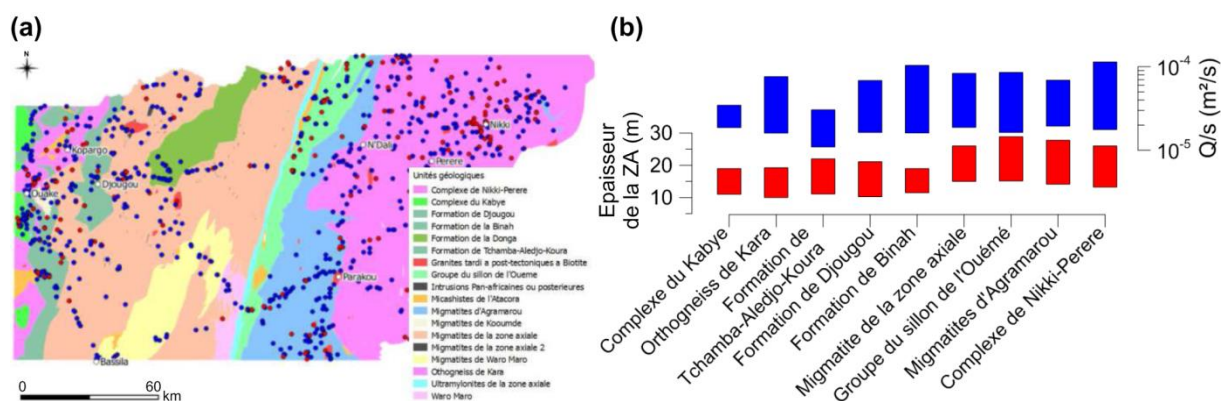 (a)
N
Kopargo
Ouake
Djougou
Bassila
N'Dali
Nikki
Perere
Parakou
Unités géologiques
Complexe de Nikki-Perere
Complexe du Kabye
Formation de Djougou
Formation de la Binah
Formation de la Donga
Formation de Tchamba-Aledjo-Koura
Granites tardi a post-tectoniques a Biotite
Groupe du sillon de l'Oueme
Intrusions Pan-africaines ou posterieures
Micashistes de l'Atacora
Migmatites d'Agramarou
Migmatites de Kooumde
Migmatites de la zone axiale
Migmatites de la zone axiale 2
Migmatites de Waro Maro
Othogneiss de Kara
Ultramylonites de la zone axiale
Waro Maro
0 60
km
(b)
Epaisseur
de la ZA (m)
30
20
10
10⁻⁴
10⁻⁵
Q/s (m²/s)
Complexe du Kabye
Orthogneiss de Kara
Formation de
Tchamba-Aledjo-Koura
Formation de Djougou
Formation de Binah
Migmatite de la zone axiale
Groupe du sillon de l'Ouémé
Migmatites d'Agramarou
Complexe de Nikki-Perere